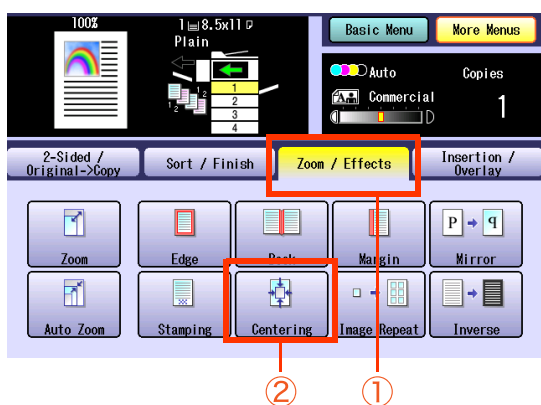 100%
1 8.5x11
Plain
Basic Menu
More Menus
1
2
3
4
1 2
Auto
Copies
A
Commercial
1
D
2-Sided /
Original->Copy
Sort / Finish
Zoom / Effects
Insertion /
Overlay
P
q
Zoom
Edge
Book
Margin
Mirror
Auto Zoom
Stamping
Centering
Image Repeat
Inverse
② ①